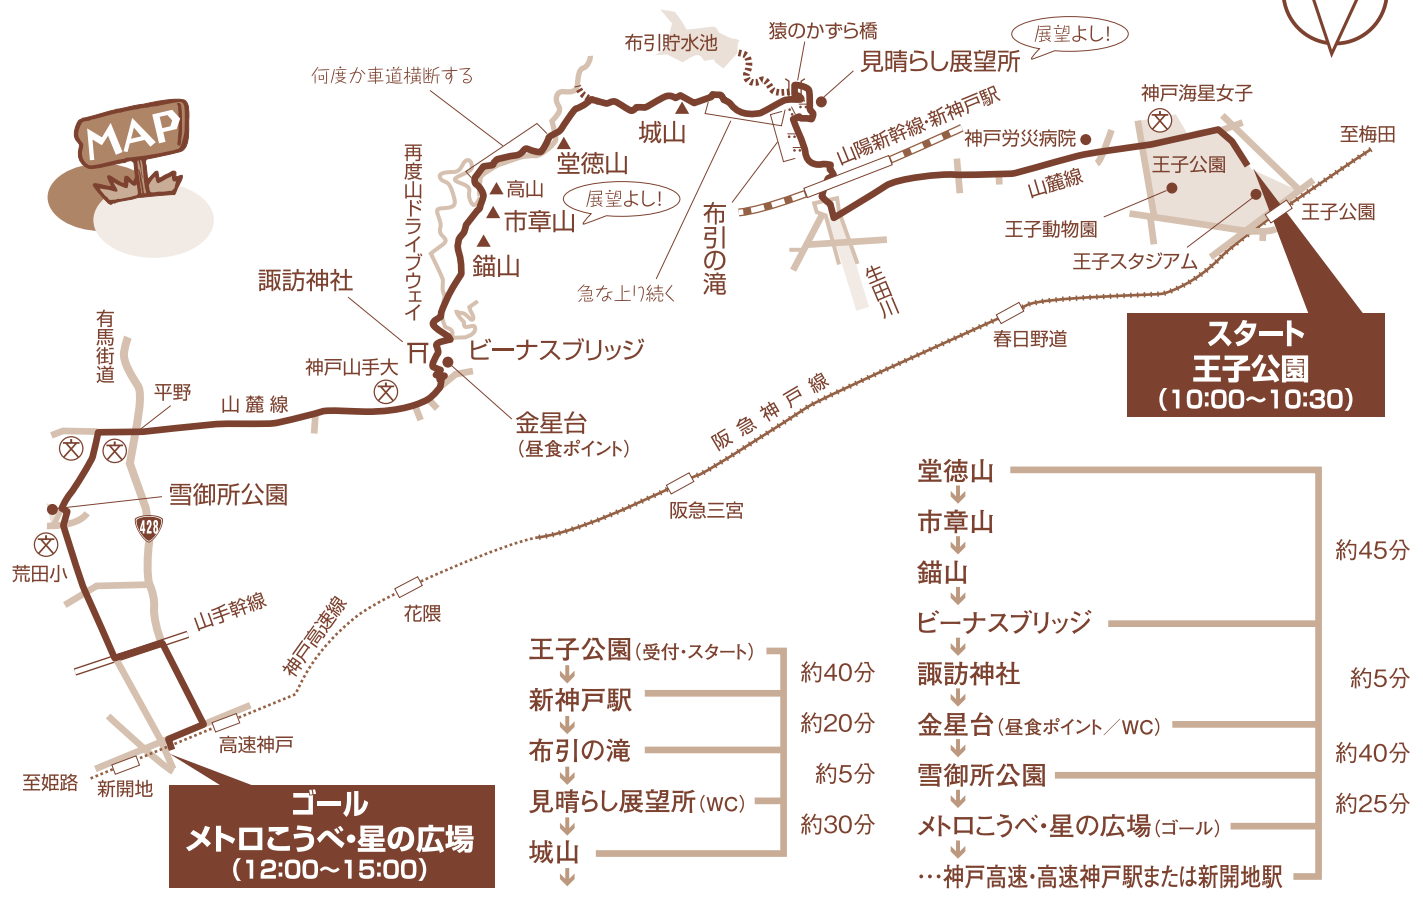 MAP
布引貯水池
猿のかずら橋
展望よし!
見晴らし展望所
何度か車道横断する
城山
堂徳山
高山
展望よし!
市章山
錨山
再度山ドライブウェイ
山陽新幹線・新神戸駅
布引の滝
急な上り続く
生田川
神戸労災病院
山麓線
神戸海星女子
文
王子公園
至梅田
王子動物園
王子スタジアム
王子公園
スタート
王子公園
(10:00〜10:30)
春日野道
阪急神戸線
阪急三宮
諏訪神社
ビーナスブリッジ
金星台
(昼食ポイント)
神戸山手大
文
有馬街道
平野
山麓線
文
文
雪御所公園
428
文
荒田小
山手幹線
神戸高速線
花隈
高速神戸
至姫路
新開地
ゴール
メトロこうべ・星の広場
(12:00〜15:00)
王子公園(受付・スタート)
新神戸駅
布引の滝
見晴らし展望所(WC)
城山
約40分
約20分
約5分
約30分
堂徳山
市章山
錨山
ビーナスブリッジ
諏訪神社
金星台(昼食ポイント/WC)
雪御所公園
メトロこうべ・星の広場(ゴール)
…神戸高速・高速神戸駅または新開地駅
約45分
約5分
約40分
約25分